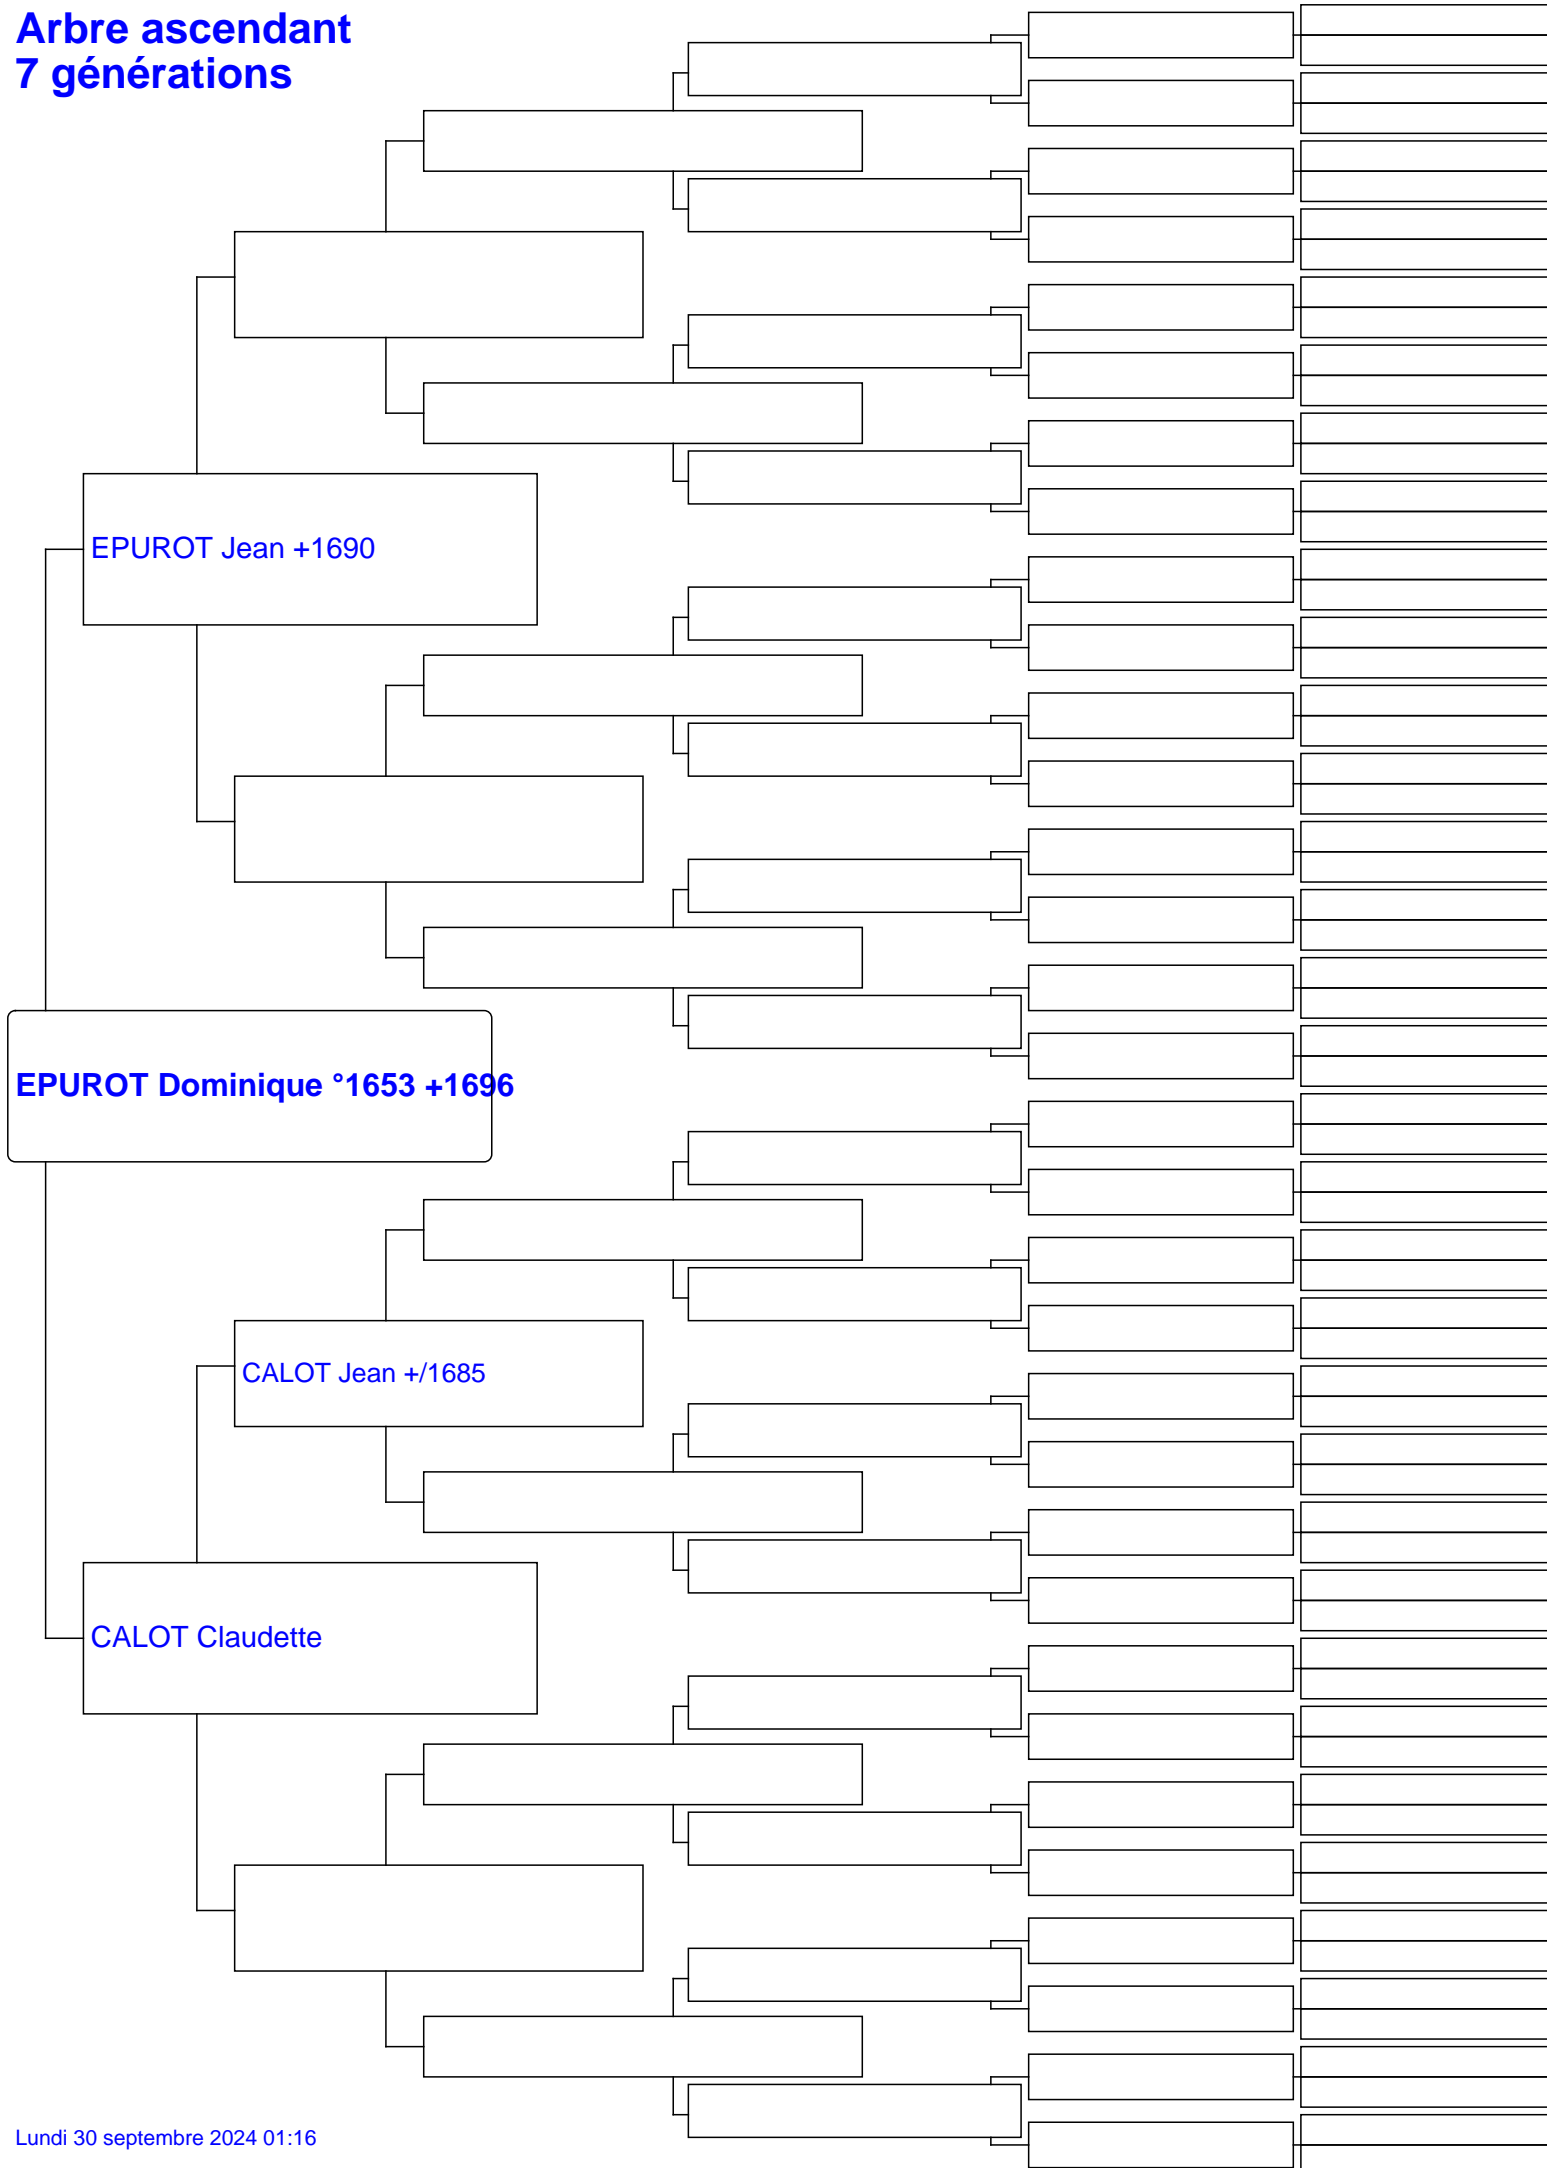 Arbre ascendant
7 générations
EPUROT Jean +1690
EPUROT Dominique °1653 +1696
CALOT Jean +/1685
CALOT Claudette
Lundi 30 septembre 2024 01:16